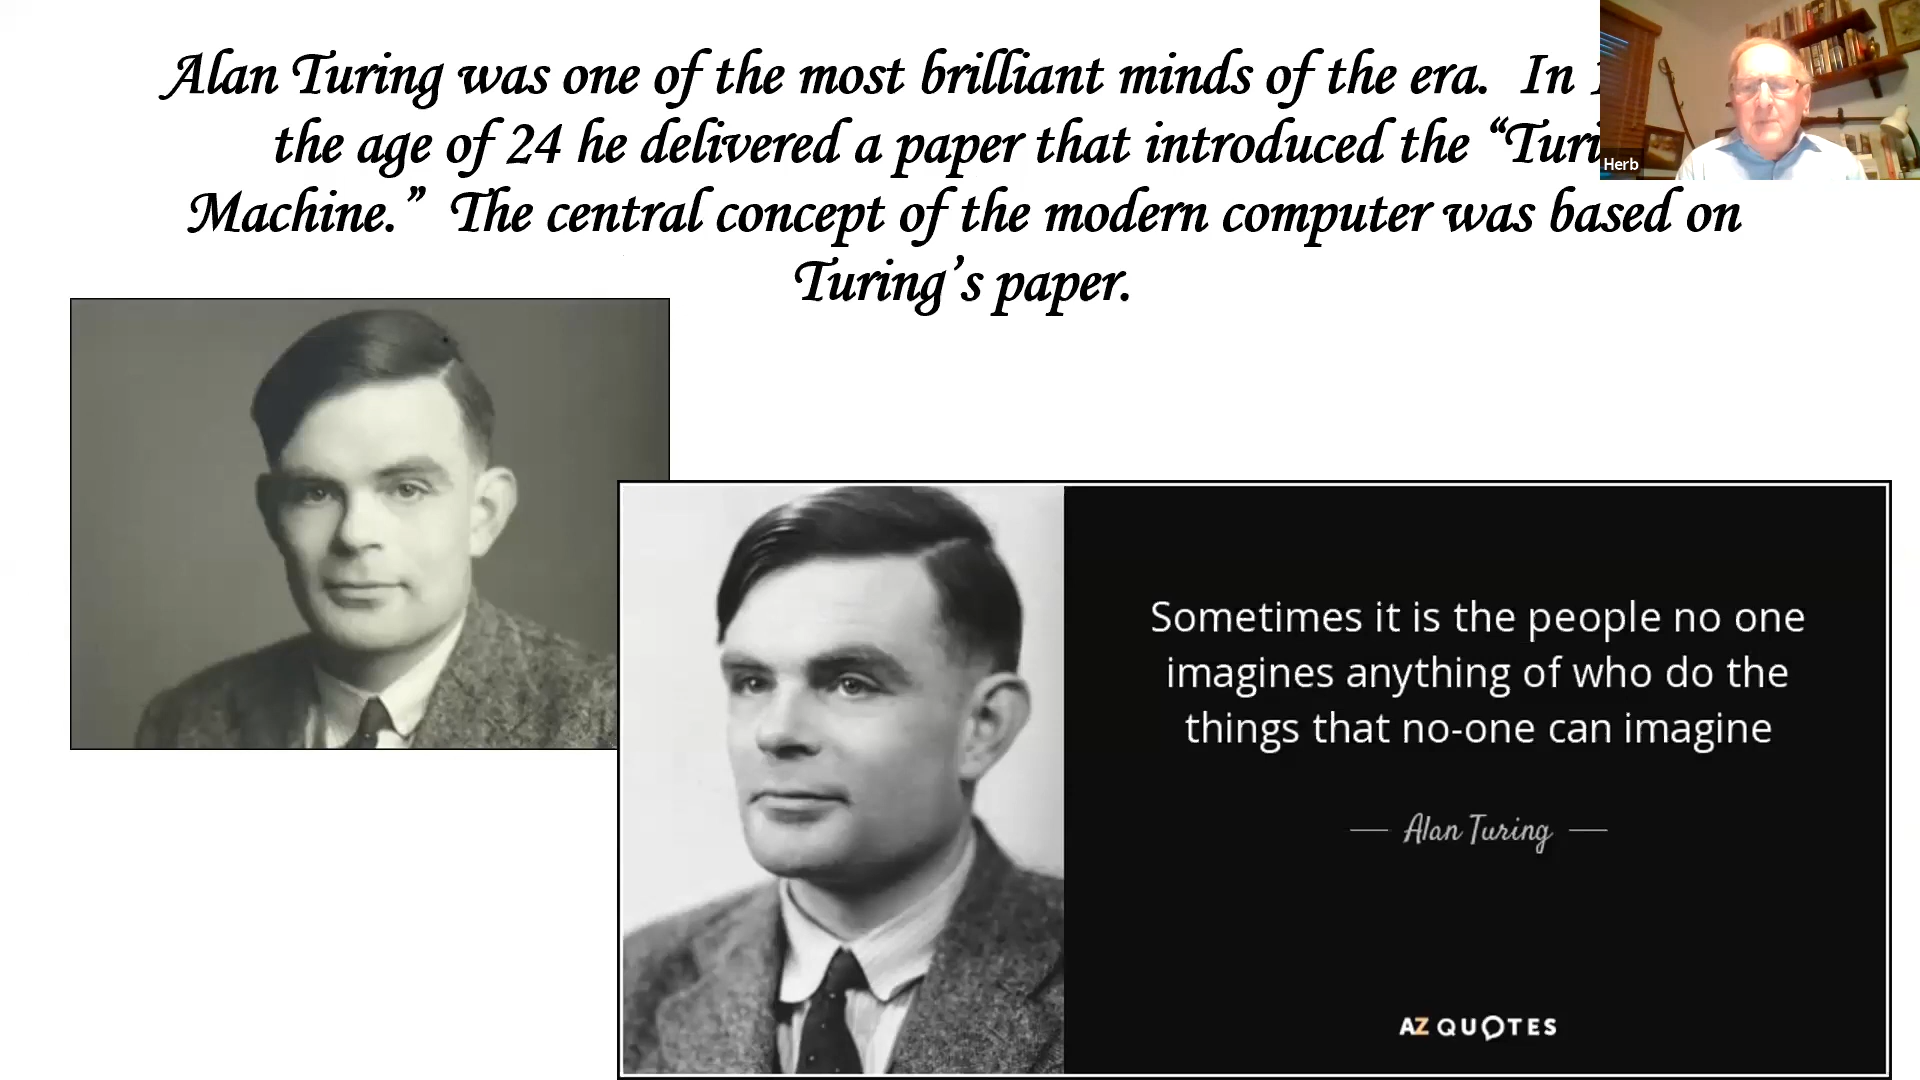 Alan Turing was one of the most brilliant minds of the era. In
the age of 24 he delivered a paper that introduced the “Turi
Machine.” The central concept of the modern computer was based on
Turing’s paper.
Herb
Sometimes it is the people no one
imagines anything of who do the
things that no-one can imagine
Alan Turing
AZ QUOTES